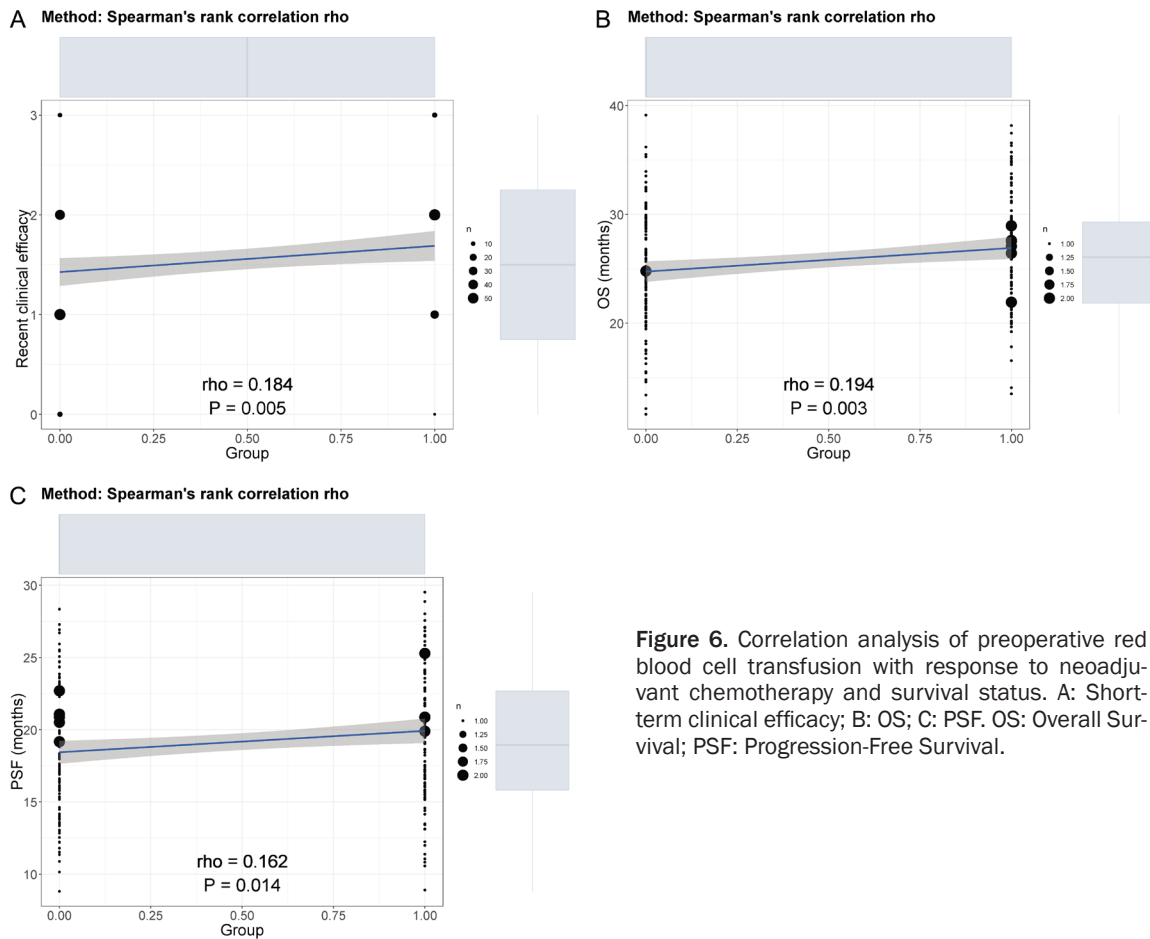 A Method: Spearman's rank correlation rho
Recent clinical efficacy
3
2
1
0
rho = 0.184
P = 0.005
0.00 0.25 0.50 0.75 1.00
Group
n
10
20
30
40
50
B Method: Spearman's rank correlation rho
OS (months)
40
30
20
rho = 0.194
P = 0.003
0.00 0.25 0.50 0.75 1.00
Group
n
1.00
1.25
1.50
1.75
2.00
C Method: Spearman's rank correlation rho
PSF (months)
30
25
20
15
10
rho = 0.162
P = 0.014
0.00 0.25 0.50 0.75 1.00
Group
n
1.00
1.25
1.50
1.75
2.00
Figure 6. Correlation analysis of preoperative red
blood cell transfusion with response to neoadju-
vant chemotherapy and survival status. A: Short-
term clinical efficacy; B: OS; C: PSF. OS: Overall Sur-
vival; PSF: Progression-Free Survival.